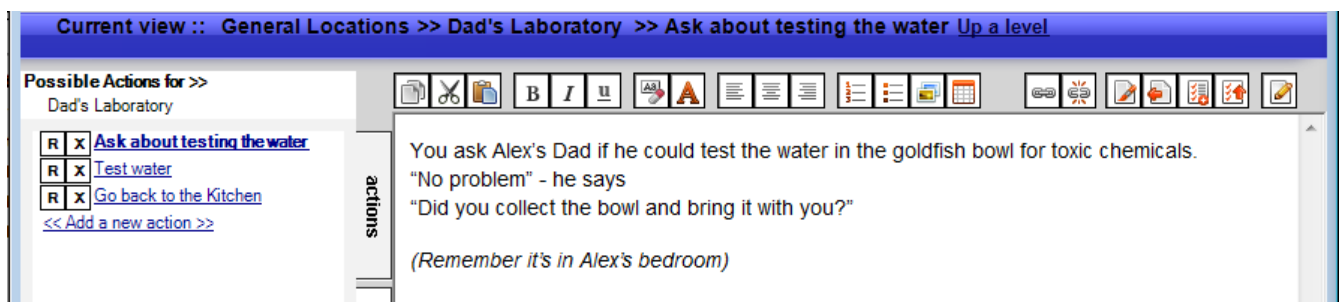 Current view :: General Locations >> Dad's Laboratory >> Ask about testing the water Up a level
Possible Actions for >>
Dad's Laboratory
R X Ask about testing the water
R X Test water
R X Go back to the Kitchen
<< Add a new action >>
actions
B I u AB A
You ask Alex’s Dad if he could test the water in the goldfish bowl for toxic chemicals.
“No problem” - he says
“Did you collect the bowl and bring it with you?”
(Remember it’s in Alex’s bedroom)